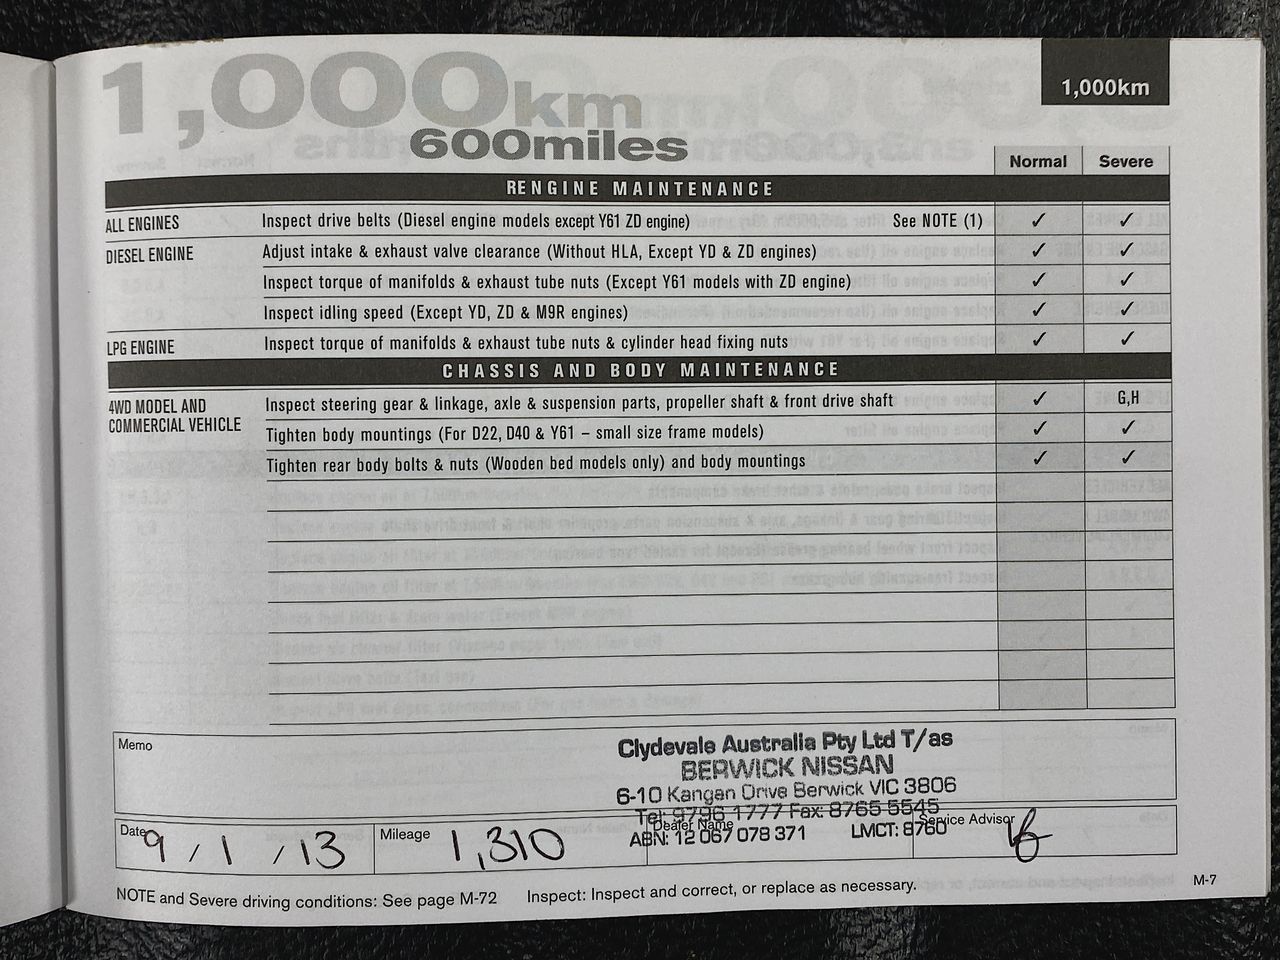 1,000km
600miles
1,000km
Normal Severe
RENGINE MAINTENANCE
ALL ENGINES Inspect drive belts (Diesel engine models except Y61 ZD engine) See NOTE (1) ✓ ✓
DIESEL ENGINE Adjust intake & exhaust valve clearance (Without HLA, Except YD & ZD engines) ✓ ✓
Inspect torque of manifolds & exhaust tube nuts (Except Y61 models with ZD engine) ✓ ✓
Inspect idling speed (Except YD, ZD & M9R engines) ✓ ✓
LPG ENGINE Inspect torque of manifolds & exhaust tube nuts & cylinder head fixing nuts ✓ ✓
CHASSIS AND BODY MAINTENANCE
4WD MODEL AND
COMMERCIAL VEHICLE
Inspect steering gear & linkage, axle & suspension parts, propeller shaft & front drive shaft ✓ G,H
Tighten body mountings (For D22, D40 & Y61 – small size frame models) ✓ ✓
Tighten rear body bolts & nuts (Wooden bed models only) and body mountings ✓ ✓
Memo
Clydevale Australia Pty Ltd T/as
BERWICK NISSAN
6-10 Kangan Drive Berwick VIC 3806
Tel: 9796 1777 Fax: 8765 5545
ABN: 12 067 078 371 LMCT: 8760
Date 9 / 1 / 13
Mileage 1,310
Dealer Name
Service Advisor
NOTE and Severe driving conditions: See page M-72 Inspect: Inspect and correct, or replace as necessary.
M-7